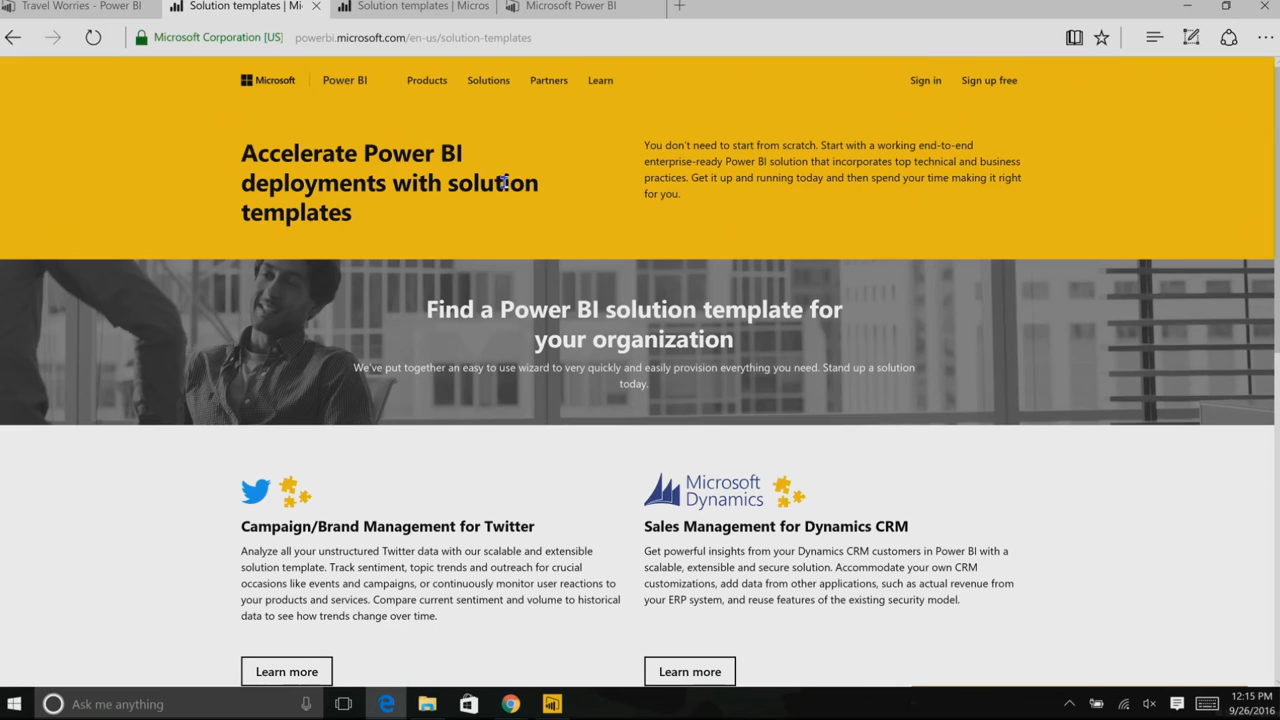 Travel Worries - Power BI
Solution templates | Mi
Solution templates | Micros
Microsoft Power BI
Microsoft Corporation [US]
powerbi.microsoft.com/en-us/solution-templates
Microsoft
Power BI
Products
Solutions
Partners
Learn
Sign in
Sign up free
Accelerate Power BI
deployments with solution
templates
You don't need to start from scratch. Start with a working end-to-end
enterprise-ready Power BI solution that incorporates top technical and business
practices. Get it up and running today and then spend your time making it right
for you.
Find a Power BI solution template for
your organization
We've put together an easy to use wizard to very quickly and easily provision everything you need. Stand up a solution
today.
Campaign/Brand Management for Twitter
Analyze all your unstructured Twitter data with our scalable and extensible
solution template. Track sentiment, topic trends and outreach for crucial
occasions like events and campaigns, or continuously monitor user reactions to
your products and services. Compare current sentiment and volume to historical
data to see how trends change over time.
Learn more
Microsoft
Dynamics
Sales Management for Dynamics CRM
Get powerful insights from your Dynamics CRM customers in Power BI with a
scalable, extensible and secure solution. Accommodate your own CRM
customizations, add data from other applications, such as actual revenue from
your ERP system, and reuse features of the existing security model.
Learn more
Ask me anything
12:15 PM
9/26/2016